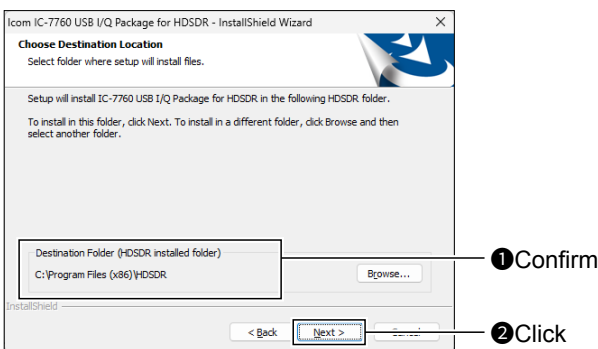 Icom IC-7760 USB I/Q Package for HDSDR - InstallShield Wizard
Choose Destination Location
Select folder where setup will install files.
Setup will install IC-7760 USB I/Q Package for HDSDR in the following HDSDR folder.
To install in this folder, click Next. To install in a different folder, click Browse and then
select another folder.
Destination Folder (HDSDR installed folder)
C:\Program Files (x86)\HDSDR
Browse...
❶Confirm
InstallShield
< Back
Next >
❷Click